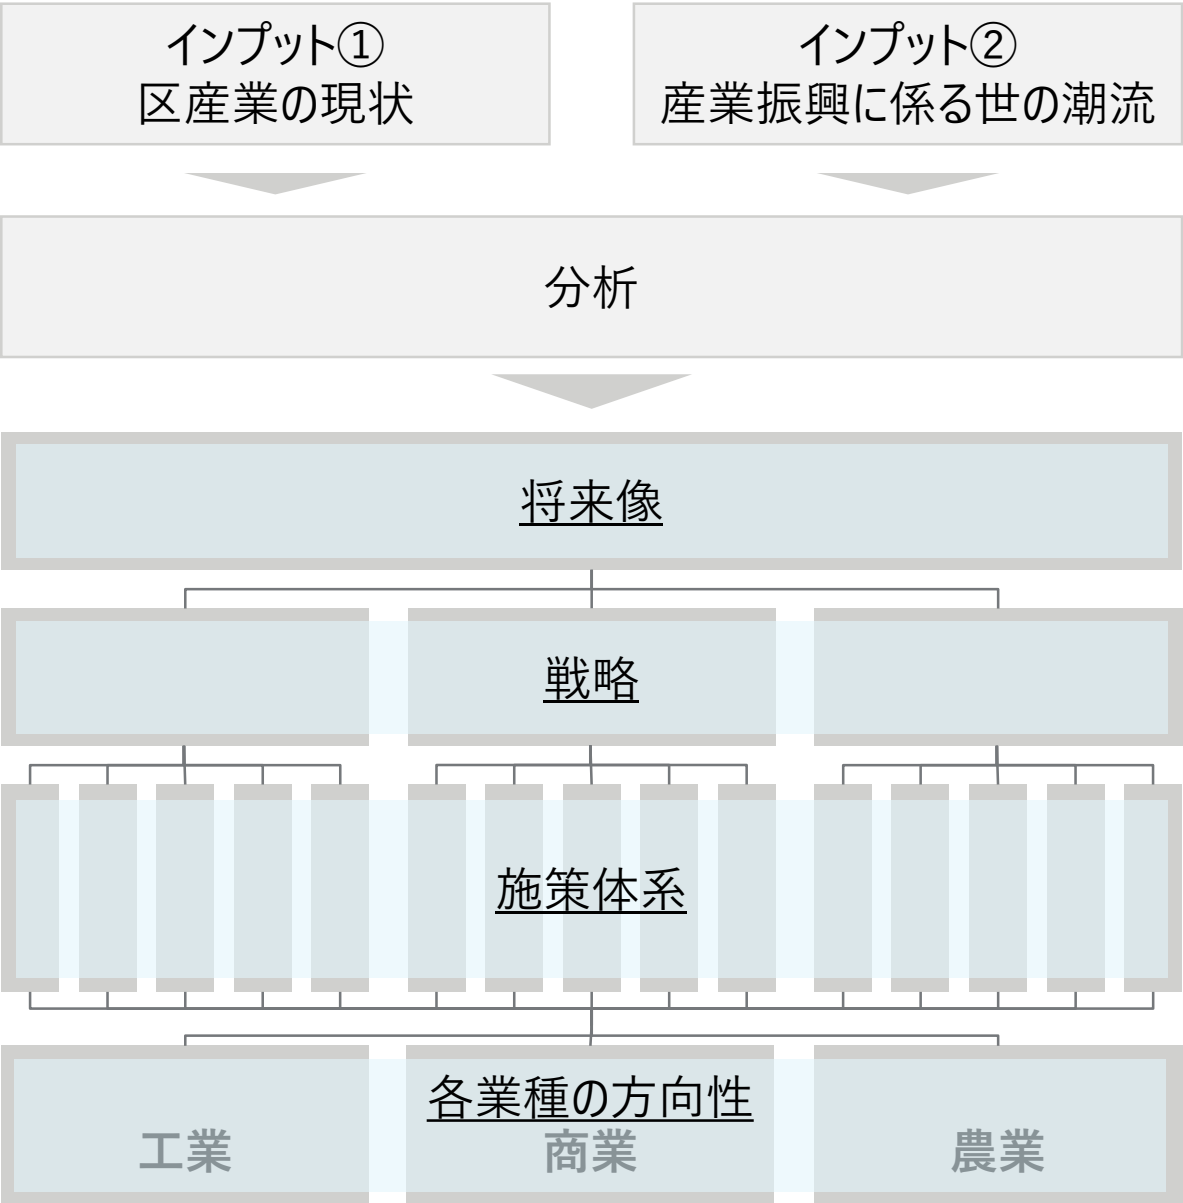 インプット①
区産業の現状
インプット②
産業振興に係る世の潮流
分析
将来像
戦略
施策体系
各業種の方向性
工業
商業
農業